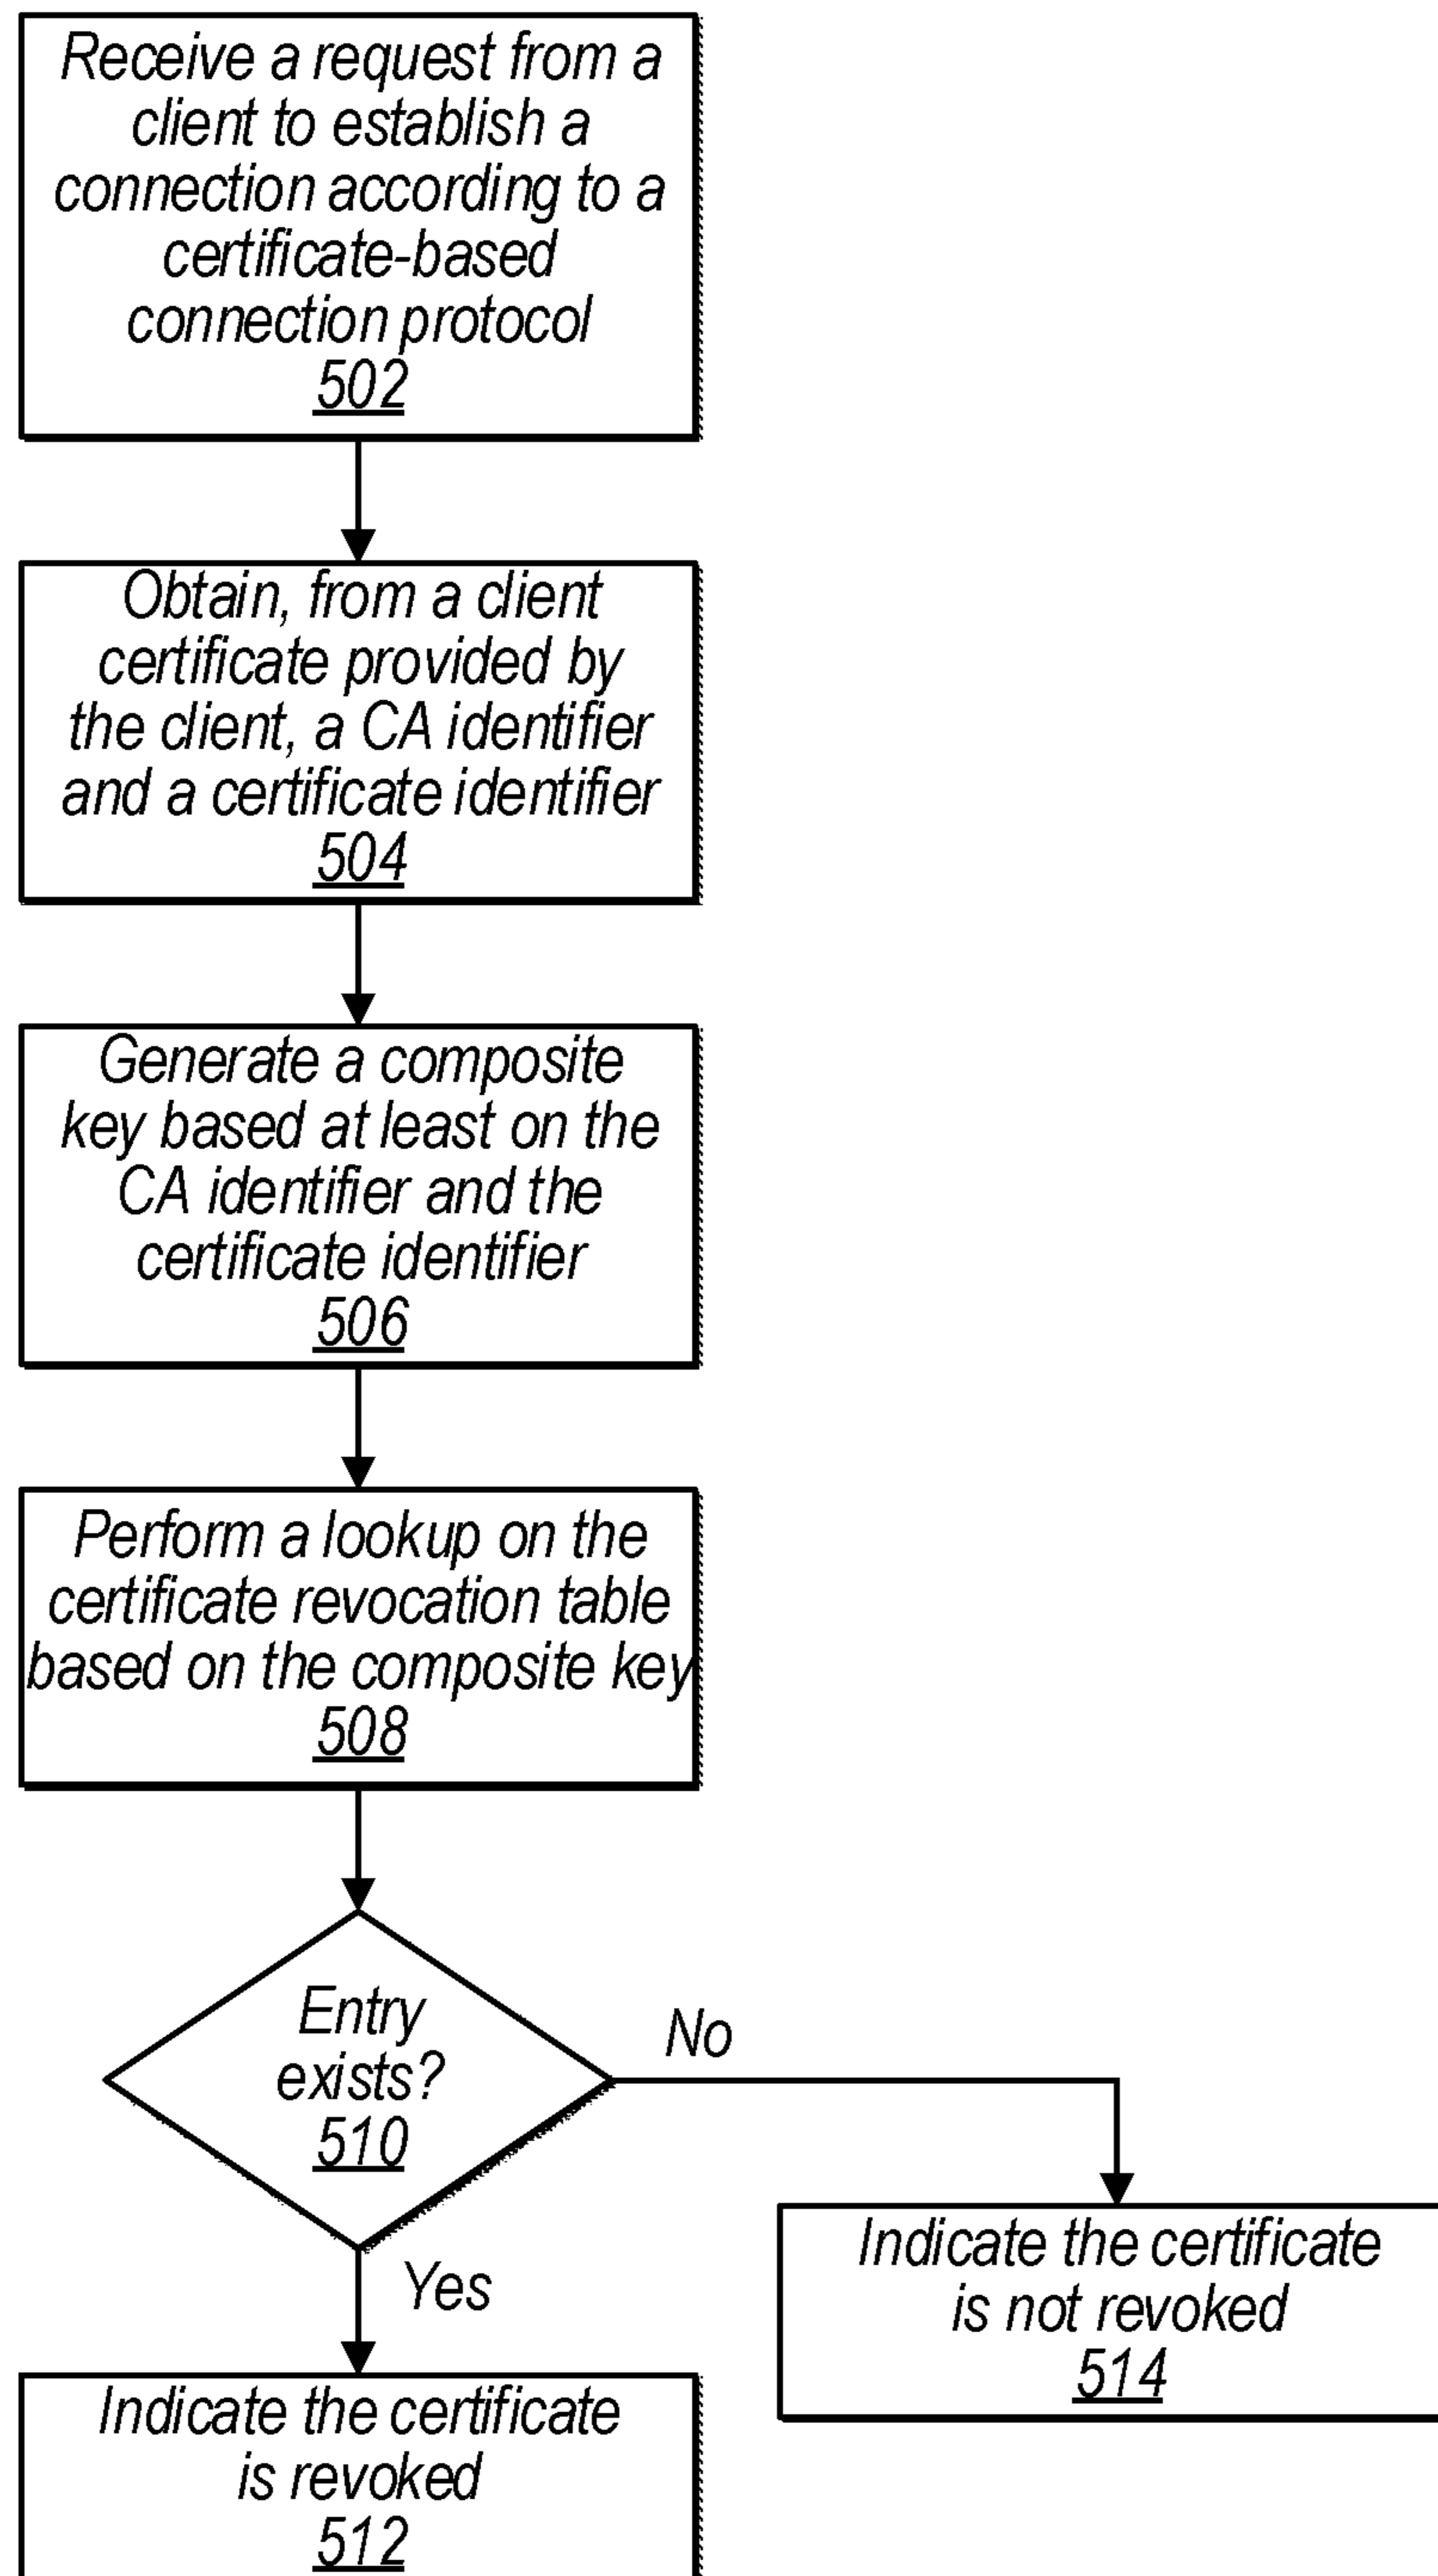 Receive a request from a
client to establish a
connection according to a
certificate-based
connection protocol
502
Obtain, from a client
certificate provided by
the client, a CA identifier
and a certificate identifier
504
Generate a composite
key based at least on the
CA identifier and the
certificate identifier
506
Perform a lookup on the
certificate revocation table
based on the composite key
508
Entry
exists?
510
No
Yes
Indicate the certificate
is not revoked
514
Indicate the certificate
is revoked
512